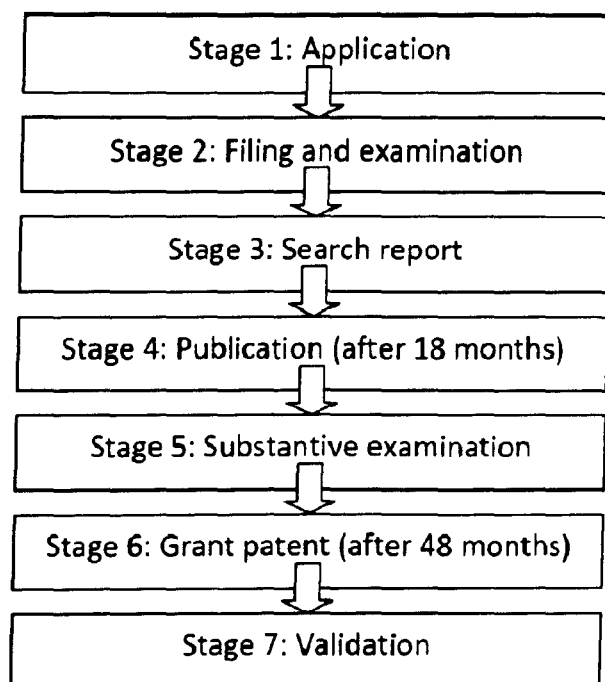 Stage 1: Application
Stage 2: Filing and examination
Stage 3: Search report
Stage 4: Publication (after 18 months)
Stage 5: Substantive examination
Stage 6: Grant patent (after 48 months)
Stage 7: Validation